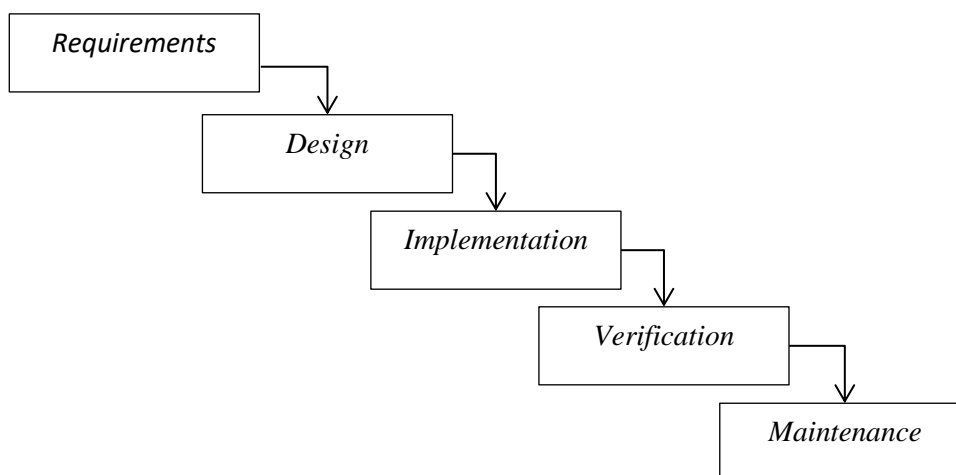 Requirements
Design
Implementation
Verification
Maintenance